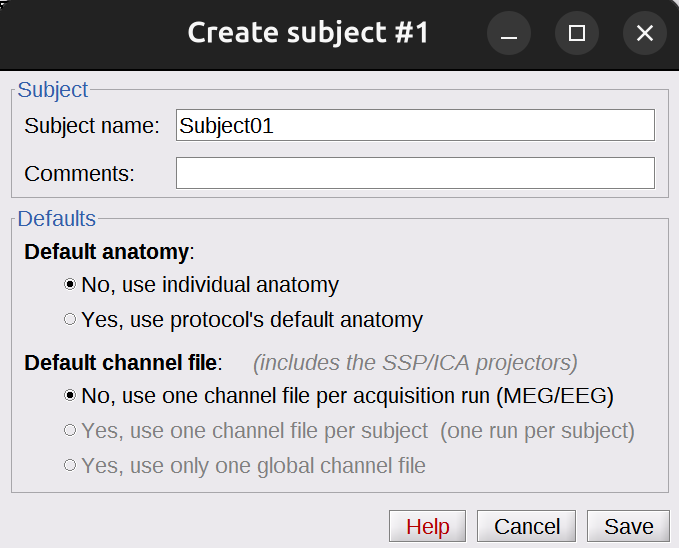 Create subject #1
Subject
Subject name: Subject01
Comments:
Defaults
Default anatomy:
No, use individual anatomy
Yes, use protocol's default anatomy
Default channel file: (includes the SSP/ICA projectors)
No, use one channel file per acquisition run (MEG/EEG)
Yes, use one channel file per subject (one run per subject)
Yes, use only one global channel file
Help Cancel Save